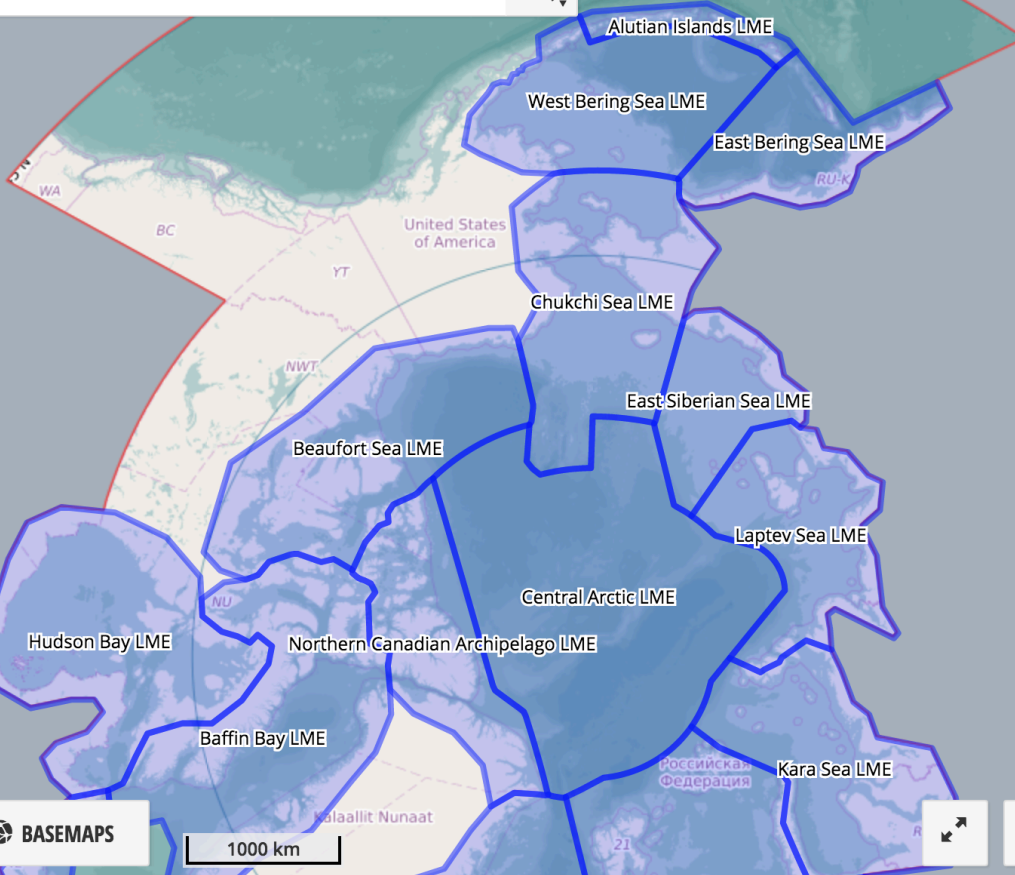 Alutian Islands LME
West Bering Sea LME
East Bering Sea LME
WA
RU-K
BC
United States
of America
YT
Chukchi Sea LME
NWT
East Siberian Sea LME
Beaufort Sea LME
Laptev Sea LME
Central Arctic LME
NU
Hudson Bay LME
Northern Canadian Archipelago LME
Baffin Bay LME
Российская
Федерация
Kara Sea LME
Kalaallit Nunaat
BASEMAPS
1000 km
21